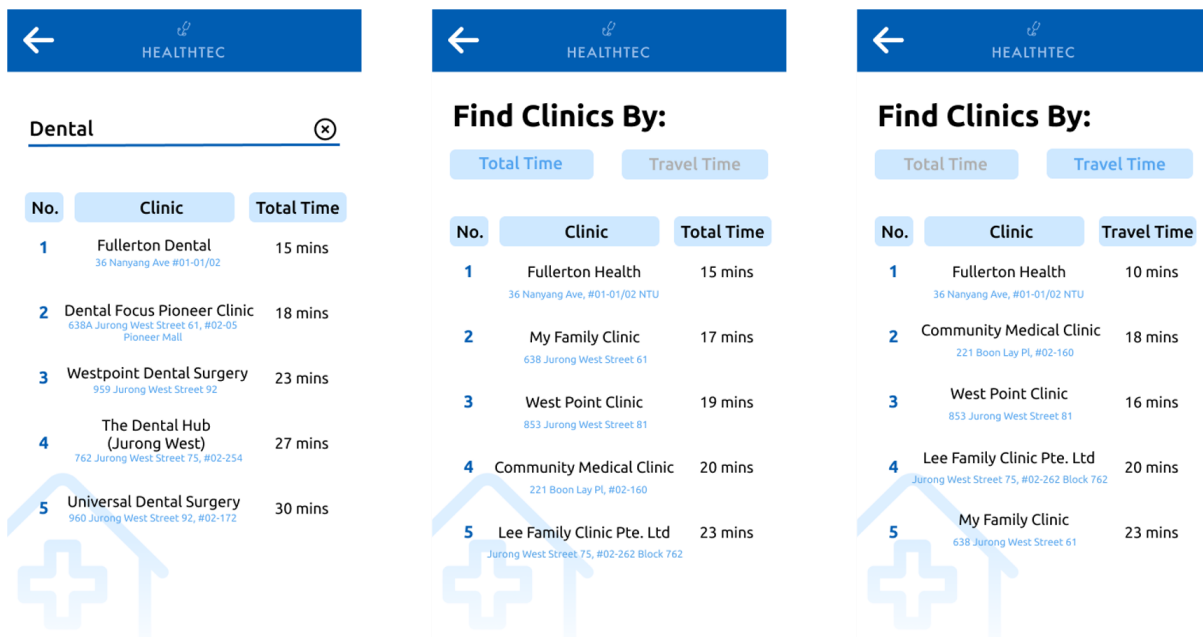 HEALTHTEC
Dental
No. Clinic Total Time
1 Fullerton Dental 15 mins
36 Nanyang Ave #01-01/02
2 Dental Focus Pioneer Clinic 18 mins
638A Jurong West Street 61, #02-05
Pioneer Mall
3 Westpoint Dental Surgery 23 mins
959 Jurong West Street 92
The Dental Hub
4 (Jurong West) 27 mins
762 Jurong West Street 75, #02-254
5 Universal Dental Surgery 30 mins
960 Jurong West Street 92, #02-172
HEALTHTEC
Find Clinics By:
Total Time Travel Time
No. Clinic Total Time
1 Fullerton Health 15 mins
36 Nanyang Ave, #01-01/02 NTU
2 My Family Clinic 17 mins
638 Jurong West Street 61
3 West Point Clinic 19 mins
853 Jurong West Street 81
4 Community Medical Clinic 20 mins
221 Boon Lay Pl, #02-160
5 Lee Family Clinic Pte. Ltd 23 mins
Jurong West Street 75, #02-262 Block 762
HEALTHTEC
Find Clinics By:
Total Time Travel Time
No. Clinic Travel Time
1 Fullerton Health 10 mins
36 Nanyang Ave, #01-01/02 NTU
2 Community Medical Clinic 18 mins
221 Boon Lay Pl, #02-160
3 West Point Clinic 16 mins
853 Jurong West Street 81
4 Lee Family Clinic Pte. Ltd 20 mins
Jurong West Street 75, #02-262 Block 762
5 My Family Clinic 23 mins
638 Jurong West Street 61